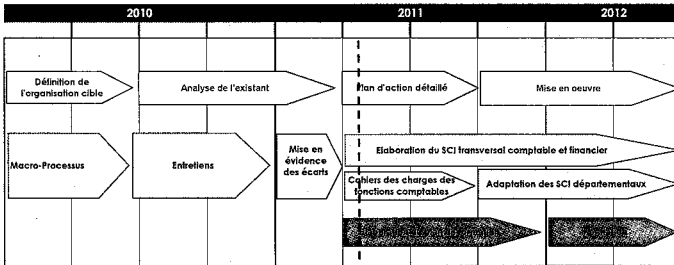 2010 2011 2012
Définition de
l'organisation cible
Analyse de l'existant
Plan d'action détaillé
Mise en oeuvre
Macro-Processus
Entretiens
Mise en
évidence
des écarts
Elaboration du SCI transversal comptable et financier
Cahiers des charges des
fonctions comptables
Adaptation des SCI départementaux